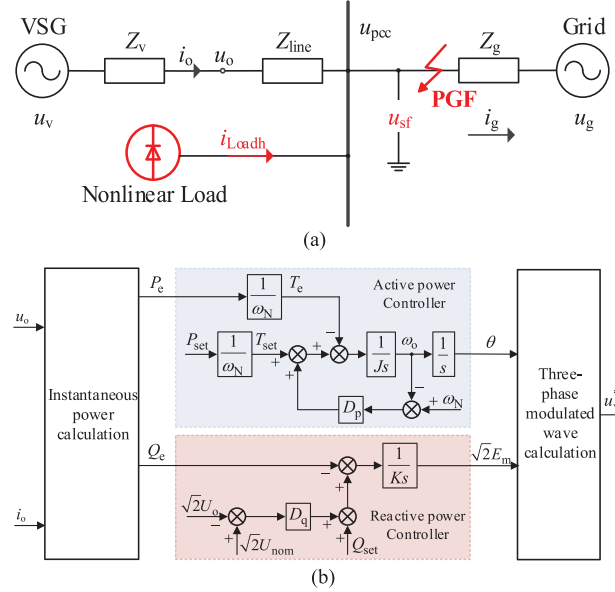 VSG
Z_v
i_o
u_o
Z_line
u_pcc
Z_g
Grid
u_v
PGF
u_sf
i_g
u_g
i_Loadh
Nonlinear Load
(a)
P_e
1/ω_N
T_e
Active power
Controller
u_o
P_set
1/ω_N
T_set
+
+
+
−
1/Js
ω_o
1/s
θ
−
+
ω_N
D_p
Instantaneous
power
calculation
Three-
phase
modulated
wave
calculation
Q_e
−
+
1/Ks
√2E_m
√2U_o
−
+
D_q
+
+
√2U_nom
Q_set
Reactive power
Controller
i_o
(b)